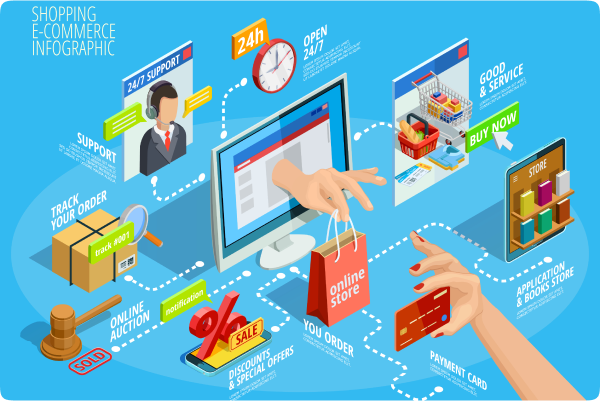 SHOPPING
E-COMMERCE
INFOGRAPHIC
24h
OPEN
24/7
24/7 SUPPORT
SUPPORT
GOOD
& SERVICE
BUY NOW
STORE
TRACK
YOUR ORDER
track #001
APPLICATION
& BOOKS STORE
online
store
notification
ONLINE
AUCTION
SOLD
%
SALE
YOU ORDER
DISCOUNTS
& SPECIAL OFFERS
PAYMENT CARD